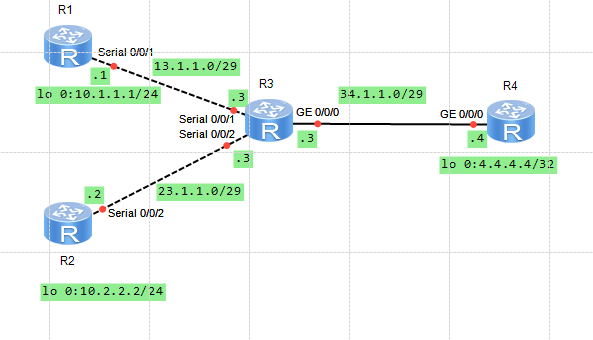 R1
Serial 0/0/1
13.1.1.0/29
.1
lo 0:10.1.1.1/24
R3
R4
.3
34.1.1.0/29
Serial 0/0/1
GE 0/0/0
GE 0/0/0
Serial 0/0/2
.3
.3
.4
lo 0:4.4.4.4/32
23.1.1.0/29
.2
Serial 0/0/2
R2
lo 0:10.2.2.2/24
R
R
R
R